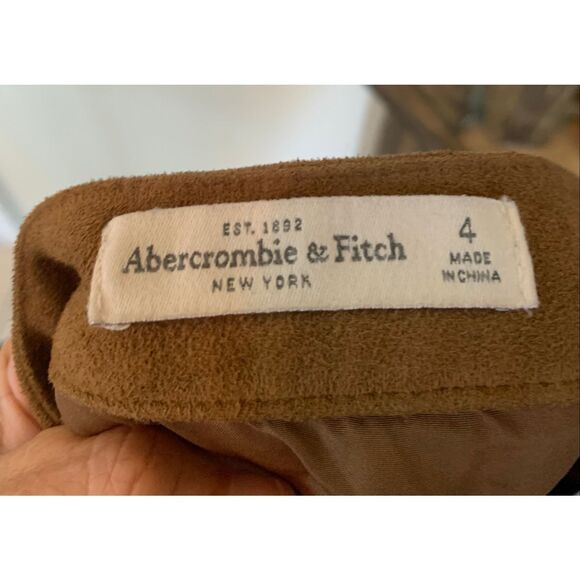 EST. 1892
Abercrombie & Fitch
NEW YORK
4
MADE
IN CHINA